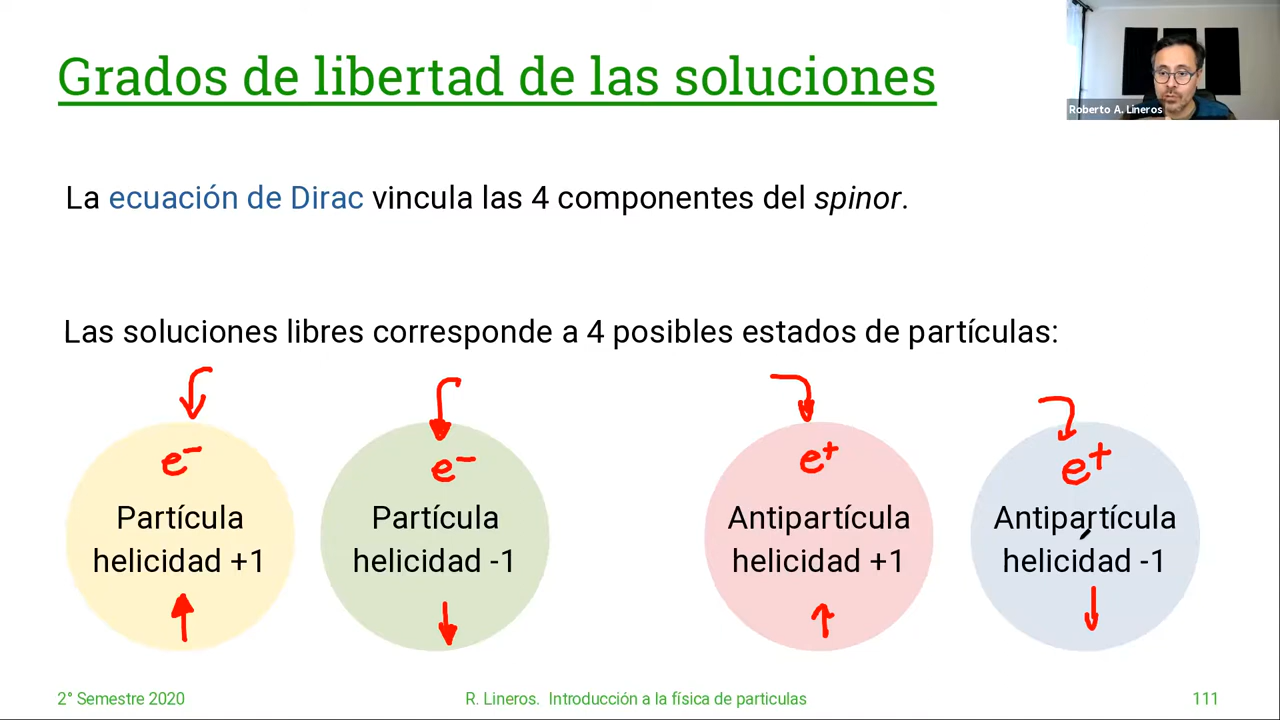 Grados de libertad de las soluciones
Roberto A. Lineros
La ecuación de Dirac vincula las 4 componentes del spinor.
Las soluciones libres corresponde a 4 posibles estados de partículas:
e⁻
Partícula
helicidad +1
e⁻
Partícula
helicidad -1
e⁺
Antipartícula
helicidad +1
e⁺
Antipartícula
helicidad -1
2° Semestre 2020
R. Lineros. Introducción a la física de particulas
111